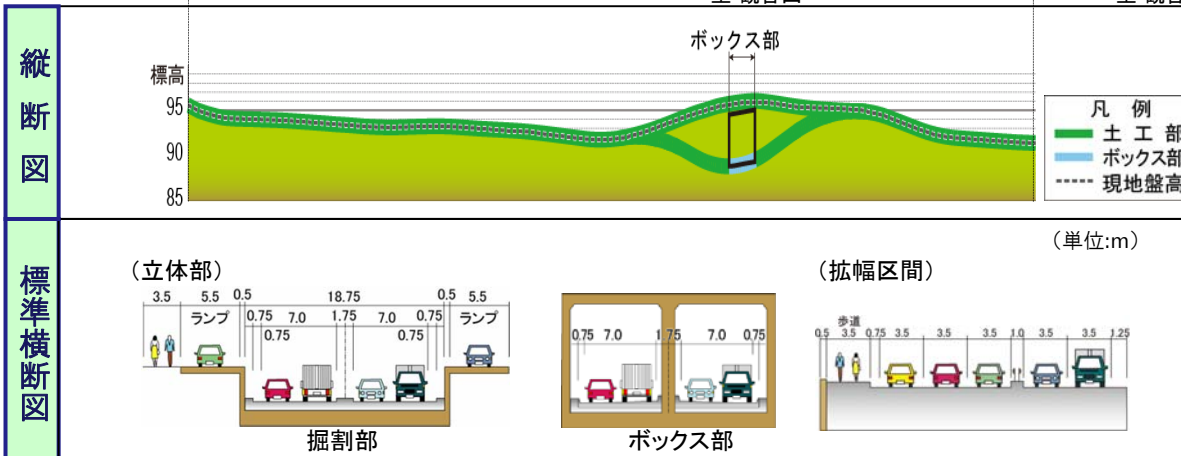 縦断図
ボックス部
標高
95
90
85
凡 例
土 工 部
ボックス部
現地盤高
標準横断図
(単位:m)
(立体部)
3.5 5.5 0.5 18.75 0.5 5.5
ランプ 0.75 7.0 1.75 7.0 0.75 ランプ
0.75 0.75
掘割部
0.75 7.0 1.75 7.0 0.75
ボックス部
(拡幅区間)
歩道
0.5 3.5 0.75 3.5 3.5 3.5 1.0 3.5 3.5 1.25